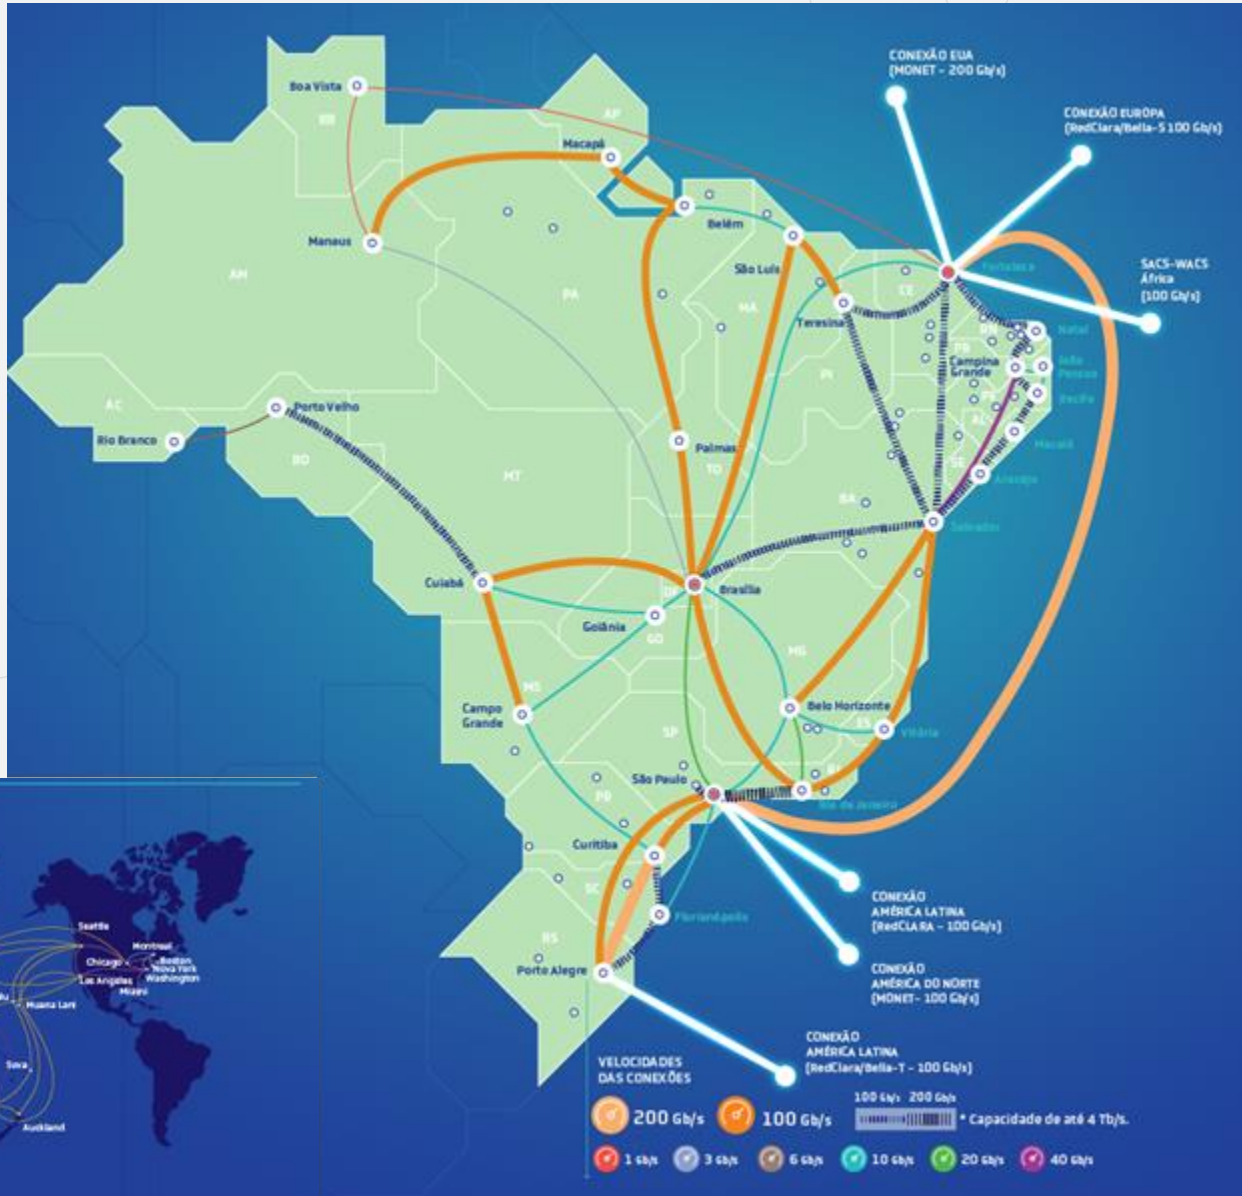 CONEXÃO EUA
(MONET - 200 Gb/s)
CONEXÃO EUROPA
(RedClara/Bella-S 100 Gb/s)
SACS-WACS
África
(100 Gb/s)
Boa Vista
RR
AP
Macapá
Manaus
Belém
São Luis
Fortaleza
AM
PA
MA
CE
Teresina
RN
Natal
PB
Campina
Grande
João
Pessoa
PI
PE
Recife
AC
Porto Velho
AL
Rio Branco
Maceió
RO
Palmas
MT
TO
SE
Aracaju
BA
Salvador
Cuiabá
Brasília
DF
Goiânia
GO
MG
MS
Campo
Grande
Belo Horizonte
ES
Vitória
SP
São Paulo
RJ
PR
Rio de Janeiro
Curitiba
SC
Florianópolis
RS
Porto Alegre
CONEXÃO
AMÉRICA LATINA
(RedCLARA - 100 Gb/s)
CONEXÃO
AMÉRICA DO NORTE
(MONET- 100 Gb/s)
CONEXÃO
AMÉRICA LATINA
(RedClara/Bella-T - 100 Gb/s)
Seattle
Montreal
Chicago
Boston
Nova York
Washington
Los Angeles
Miami
Muana Lani
Suva
Auckland
VELOCIDADES
DAS CONEXÕES
200 Gb/s
100 Gb/s
100 Gb/s 200 Gb/s
* Capacidade de até 4 Tb/s.
1 Gb/s
3 Gb/s
6 Gb/s
10 Gb/s
20 Gb/s
40 Gb/s